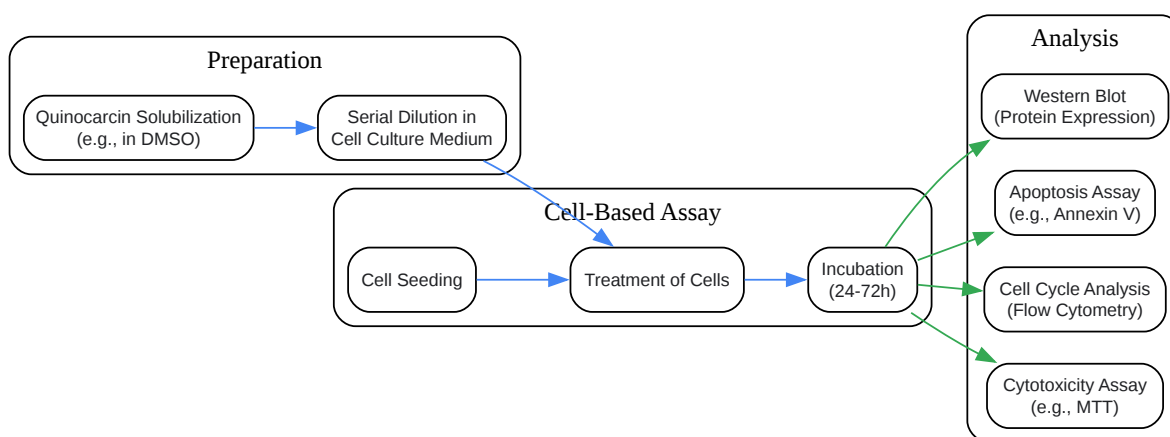 Preparation
Quinocarcin Solubilization
(e.g., in DMSO)
Serial Dilution in
Cell Culture Medium
Cell-Based Assay
Cell Seeding
Treatment of Cells
Incubation
(24-72h)
Analysis
Western Blot
(Protein Expression)
Apoptosis Assay
(e.g., Annexin V)
Cell Cycle Analysis
(Flow Cytometry)
Cytotoxicity Assay
(e.g., MTT)